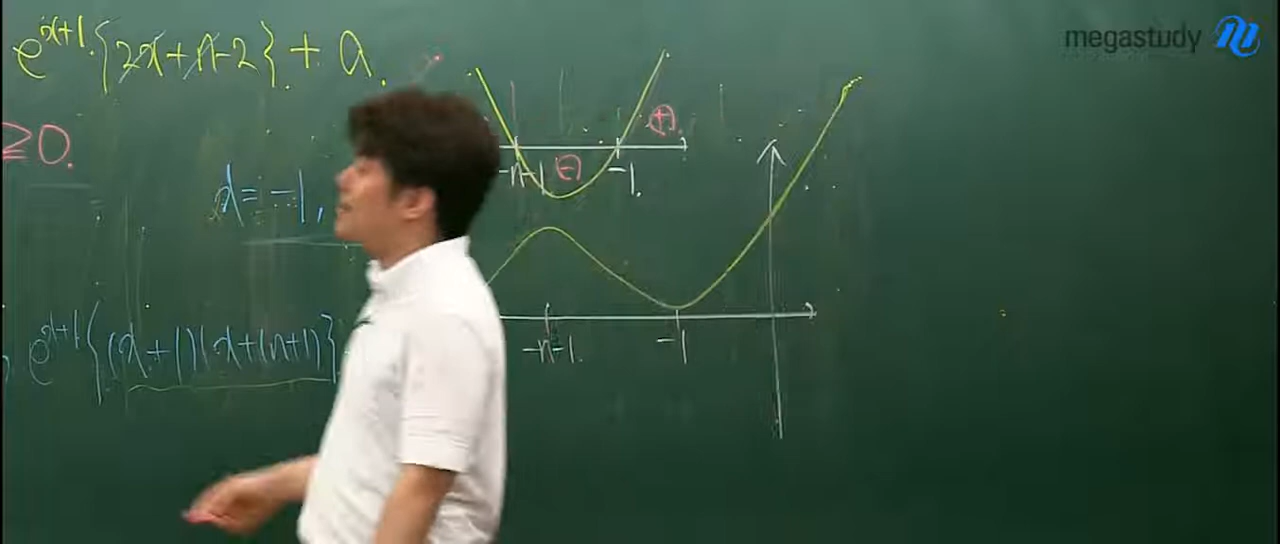 megastudy
e^{x+1}·{2x+n-2}+a.
≥0.
x=-1,
⊕
-n-1 ⊖ -1.
e^{x+1}{(x+1)(x+(n+1)}
-n-1. -1